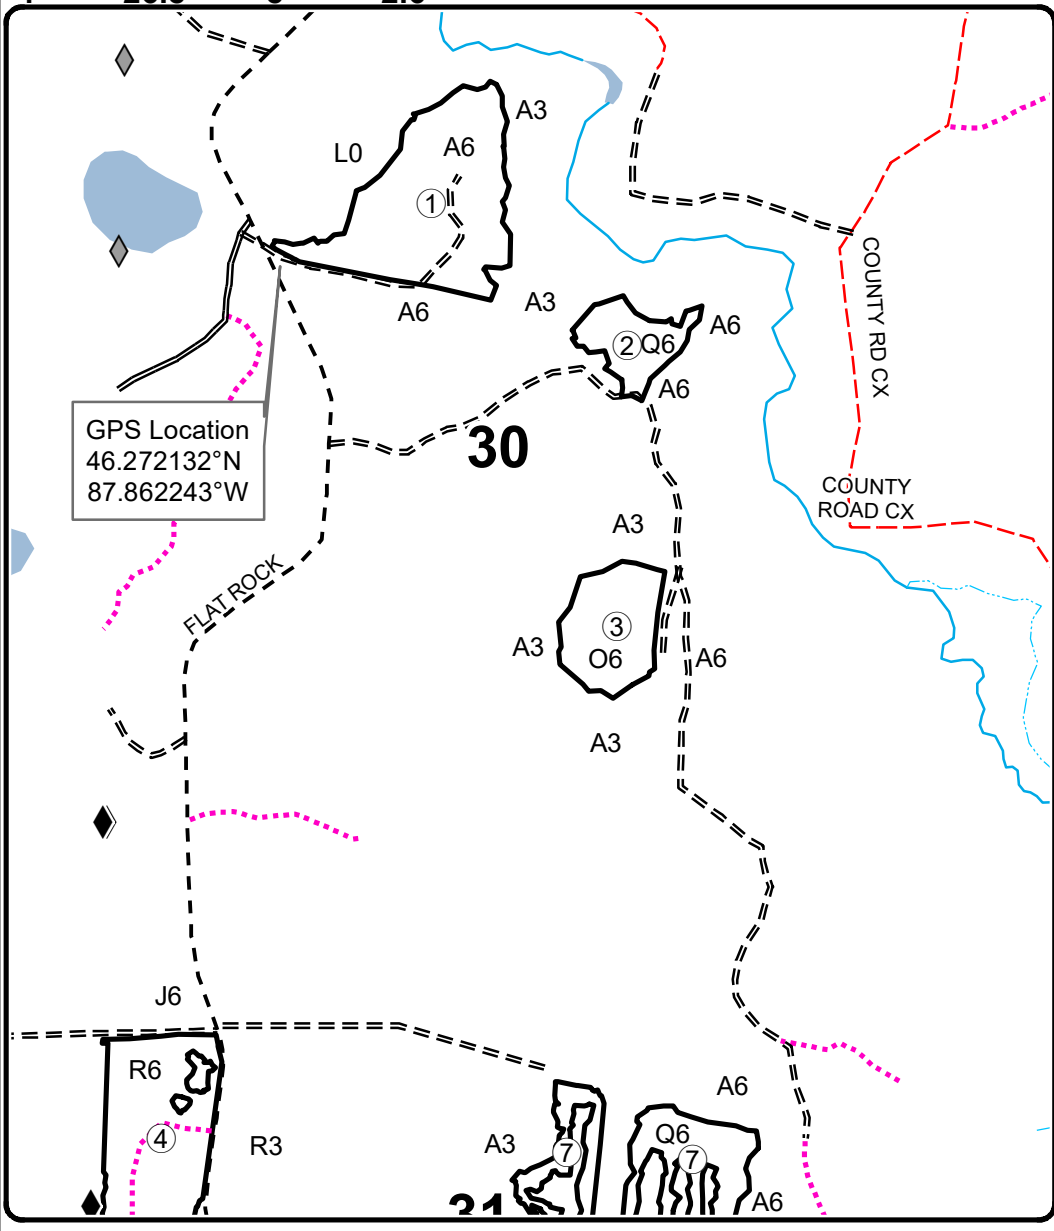 A3
L0
A6
1
A6
A3
A6
2
Q6
A6
COUNTY RD CX
GPS Location
46.272132°N
87.862243°W
30
COUNTY
ROAD CX
A3
FLAT ROCK
3
A3
O6
A6
A3
J6
R6
A6
4
R3
A3
7
Q6
7
A6
31